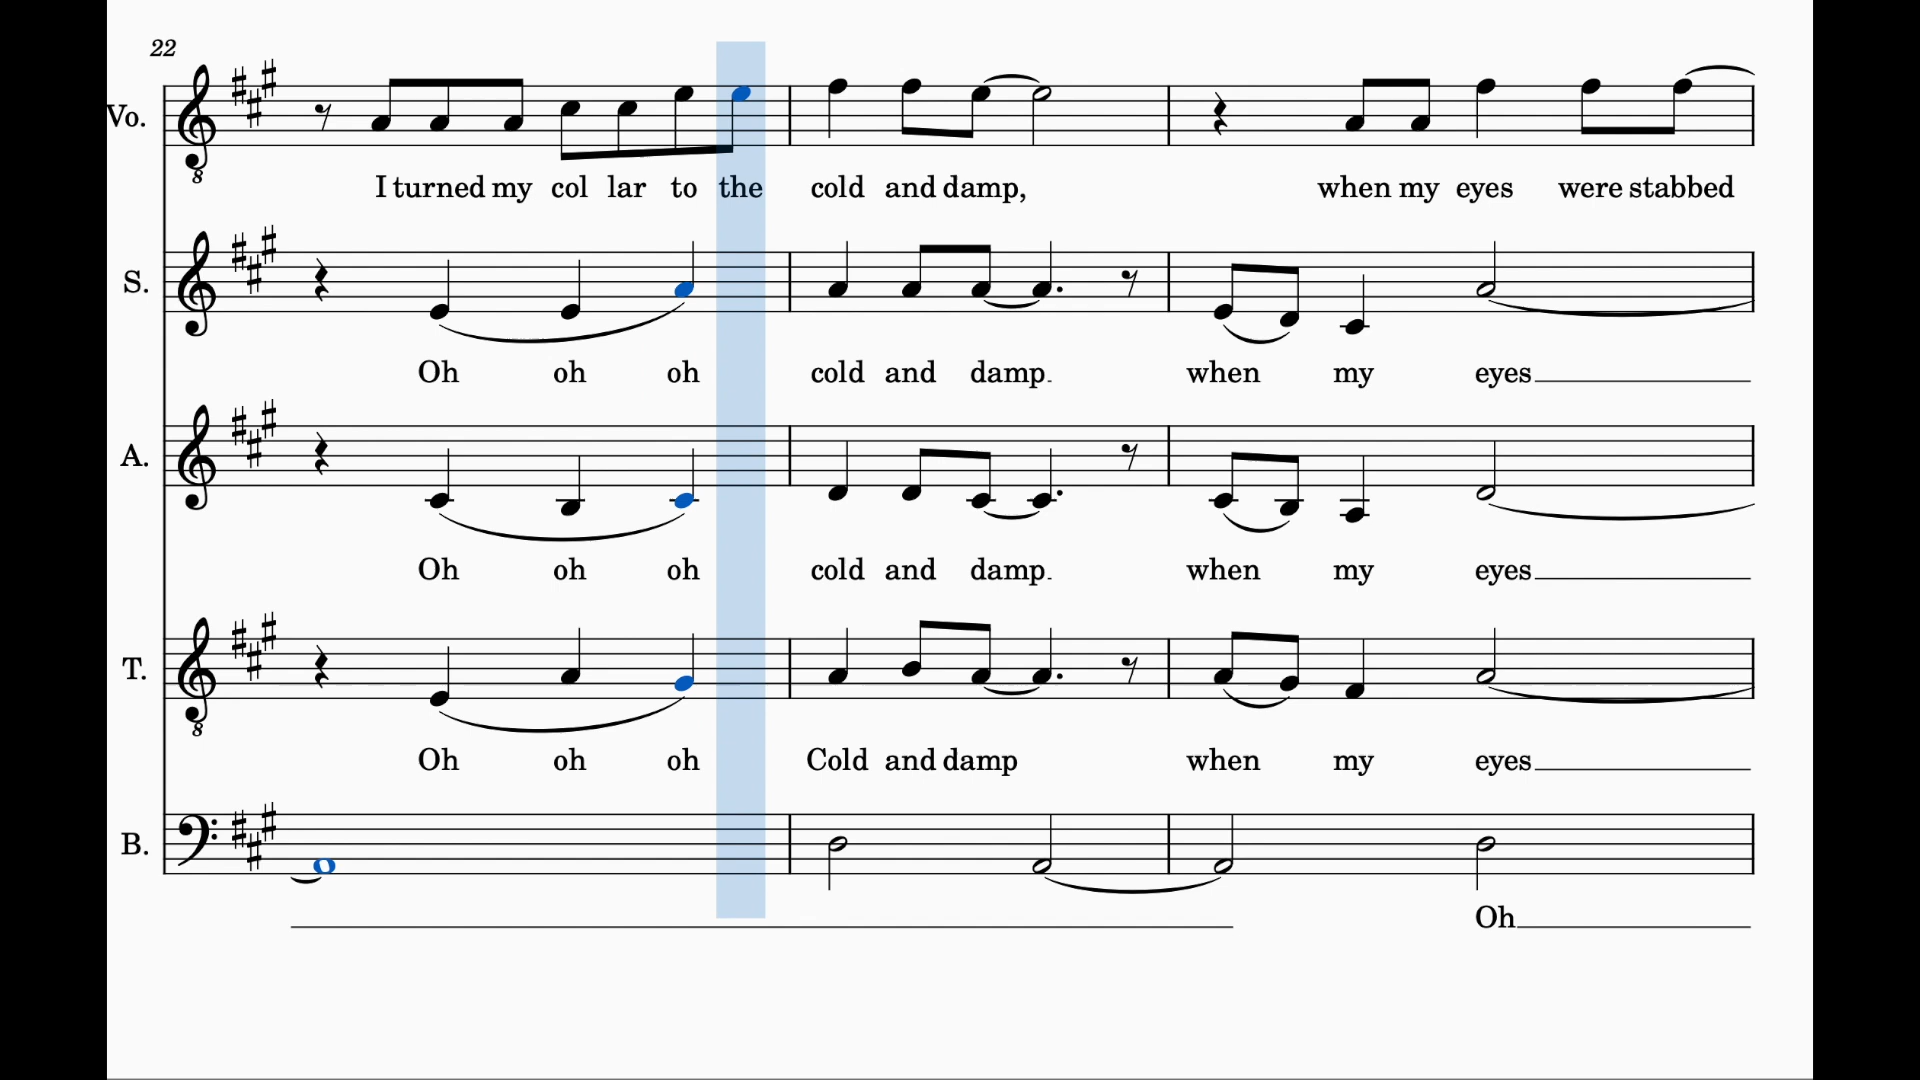 22
Vo.
8
I turned my col lar to the cold and damp, when my eyes were stabbed
S.
Oh oh oh cold and damp. when my eyes
A.
Oh oh oh cold and damp. when my eyes
T.
8
Oh oh oh Cold and damp when my eyes
B.
Oh